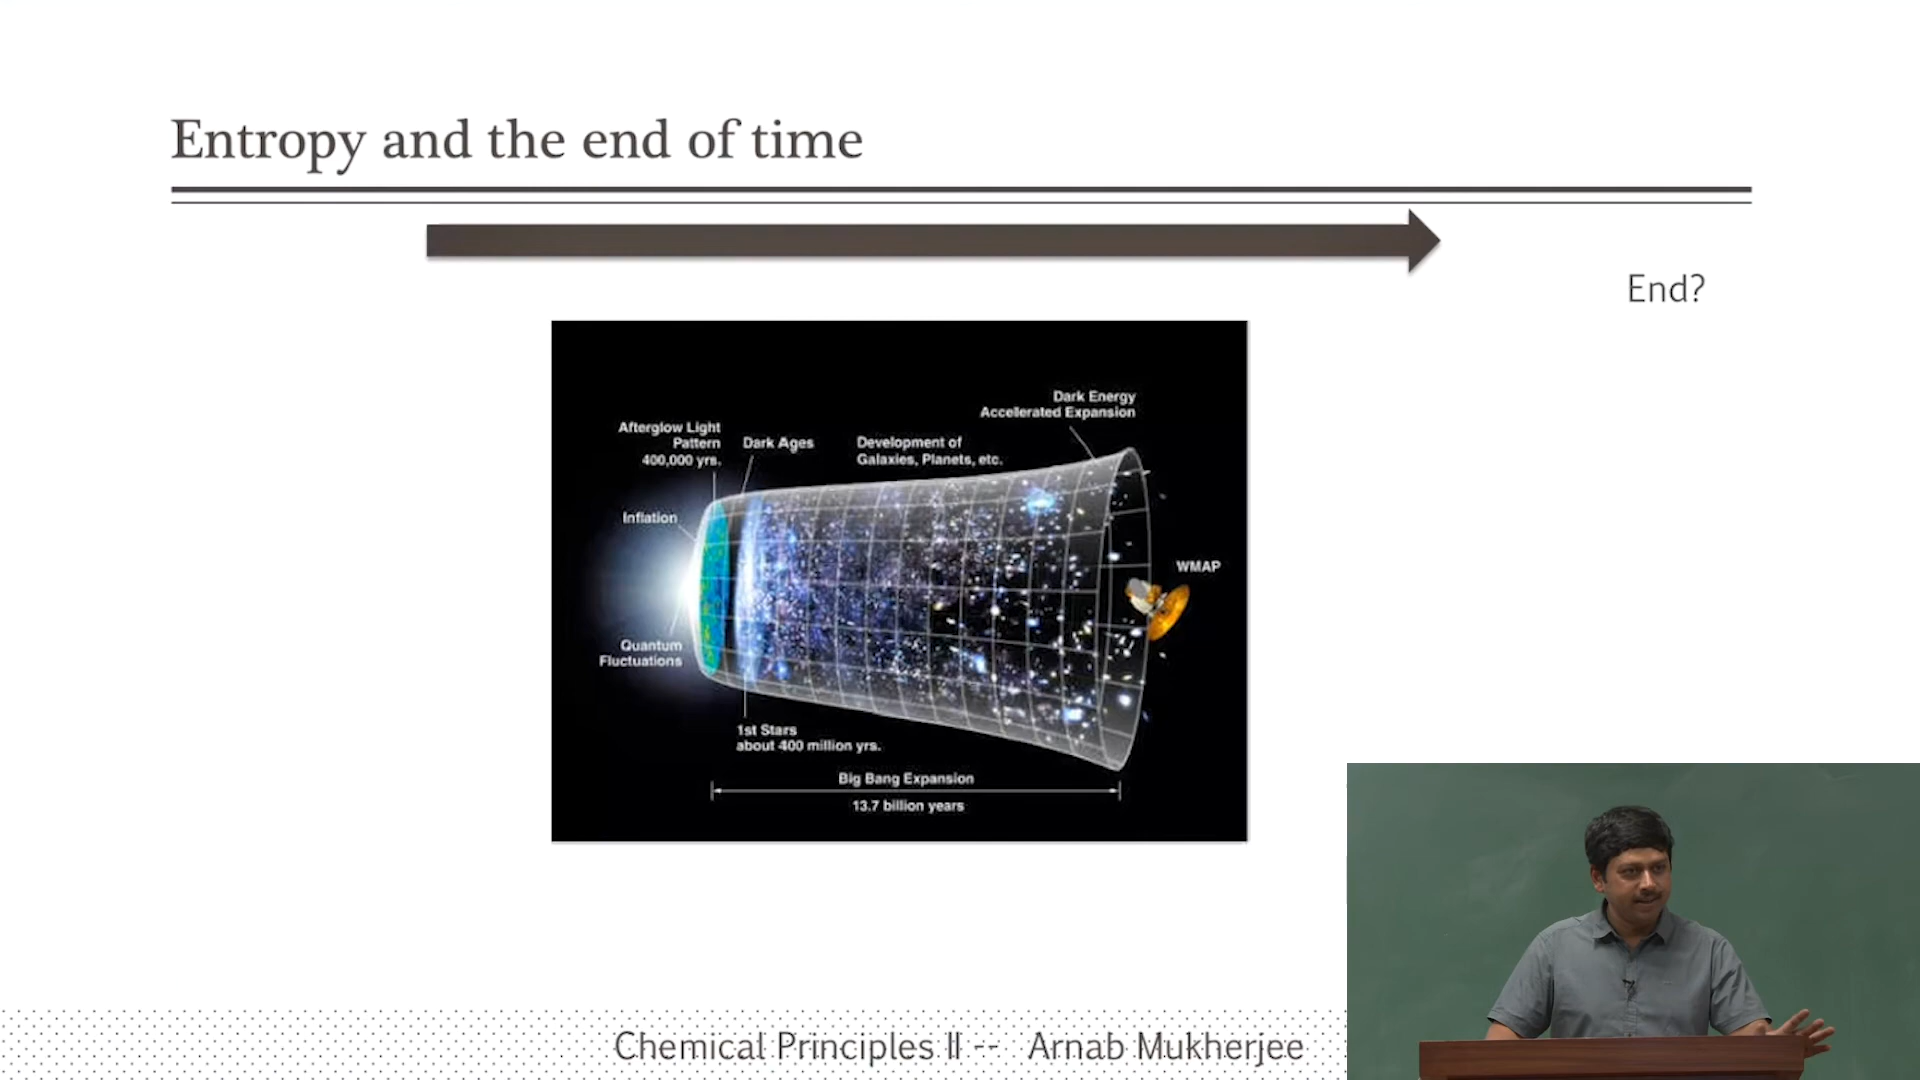 Entropy and the end of time
End?
Dark Energy
Accellerated Expansion
Afterglow Light
Pattern
400,000 yrs.
Dark Ages
Development of
Galaxies, Planets, etc.
Inflation
WMAP
Quantum
Fluctuations
1st Stars
about 400 million yrs.
Big Bang Expansion
13.7 billion years
Chemical Principles II -- Arnab Mukherjee